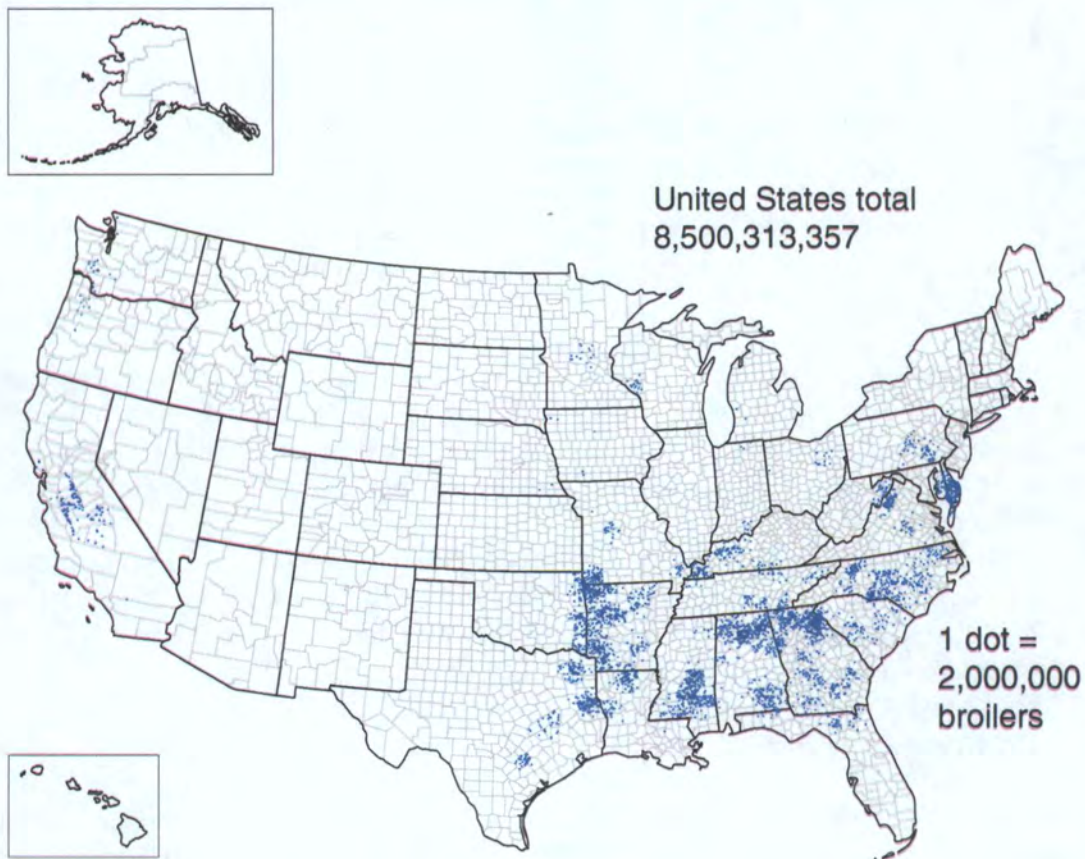 United States total
8,500,313,357
1 dot =
2,000,000
broilers